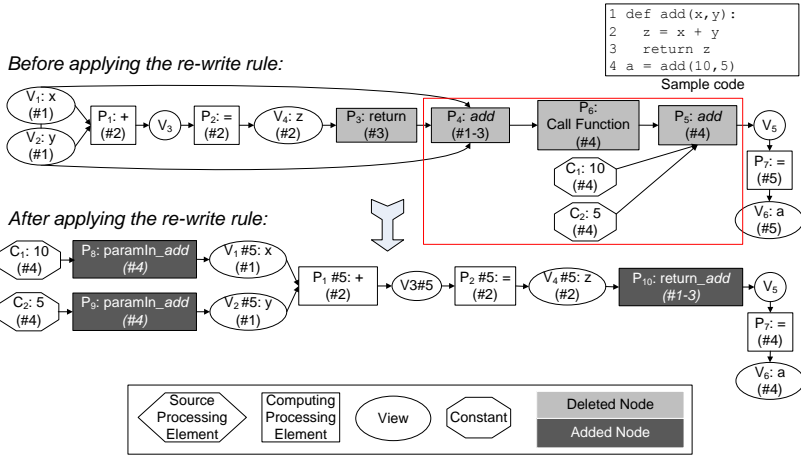 1 def add(x,y):
2   z = x + y
3   return z
4 a = add(10,5)
Sample code
Before applying the re-write rule:
V1: x
(#1)
V2: y
(#1)
P1: +
(#2)
V3
P2: =
(#2)
V4: z
(#2)
P3: return
(#3)
P4: add
(#1-3)
P6:
Call Function
(#4)
P5: add
(#4)
V5
C1: 10
(#4)
C2: 5
(#4)
P7: =
(#5)
V6: a
(#5)
After applying the re-write rule:
C1: 10
(#4)
P8: paramIn_add
(#4)
V1 #5: x
(#1)
C2: 5
(#4)
P9: paramIn_add
(#4)
V2 #5: y
(#1)
P1 #5: +
(#2)
V3#5
P2 #5: =
(#2)
V4 #5: z
(#2)
P10: return_add
(#1-3)
V5
P7: =
(#4)
V6: a
(#4)
Source
Processing
Element
Computing
Processing
Element
View
Constant
Deleted Node
Added Node